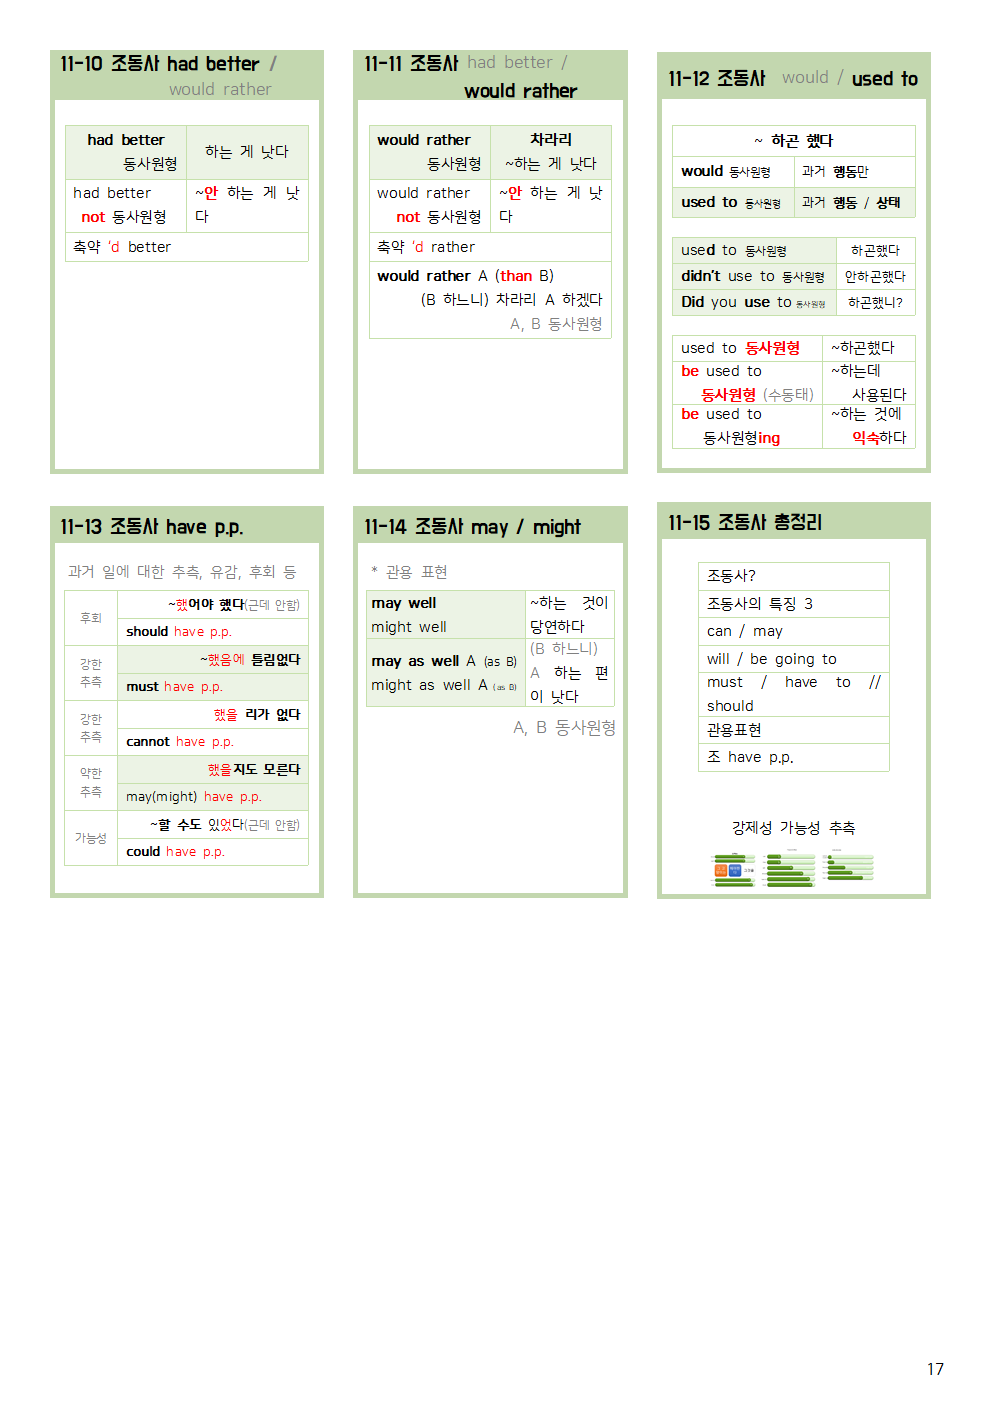 11-10 조동사 had better /
would rather
had better
동사원형
하는 게 낫다
had better
not 동사원형
~안 하는 게 낫
다
축약 ‘d better
11-11 조동사 had better /
would rather
would rather
동사원형
차라리
~하는 게 낫다
would rather
not 동사원형
~안 하는 게 낫
다
축약 ‘d rather
would rather A (than B)
(B 하느니) 차라리 A 하겠다
A, B 동사원형
11-12 조동사 would / used to
~ 하곤 했다
would 동사원형 과거 행동만
used to 동사원형 과거 행동 / 상태
used to 동사원형 하곤했다
didn’t use to 동사원형 안하곤했다
Did you use to 동사원형 하곤했니?
used to 동사원형 ~하곤했다
be used to
동사원형 (수동태)
~하는데
사용된다
be used to
동사원형ing
~하는 것에
익숙하다
11-13 조동사 have p.p.
과거 일에 대한 추측, 유감, 후회 등
후회
~했어야 했다(근데 안함)
should have p.p.
강한
추측
~했음에 틀림없다
must have p.p.
강한
추측
했을 리가 없다
cannot have p.p.
약한
추측
했을지도 모른다
may(might) have p.p.
가능성
~할 수도 있었다(근데 안함)
could have p.p.
11-14 조동사 may / might
* 관용 표현
may well
might well
~하는 것이
당연하다
may as well A (as B)
might as well A (as B)
(B 하느니)
A 하는 편
이 낫다
A, B 동사원형
11-15 조동사 총정리
조동사?
조동사의 특징 3
can / may
will / be going to
must / have to //
should
관용표현
조 have p.p.
강제성 가능성 추측
17